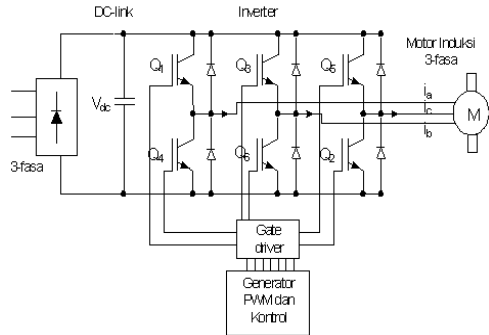 DC-link
Inverter
Motor Induksi
3-fasa
Q1
Q3
Q5
Vdc
ia
ic
ib
M
3-fasa
Q4
Q6
Q2
Gate
driver
Generator
PWM dan
Kontrol